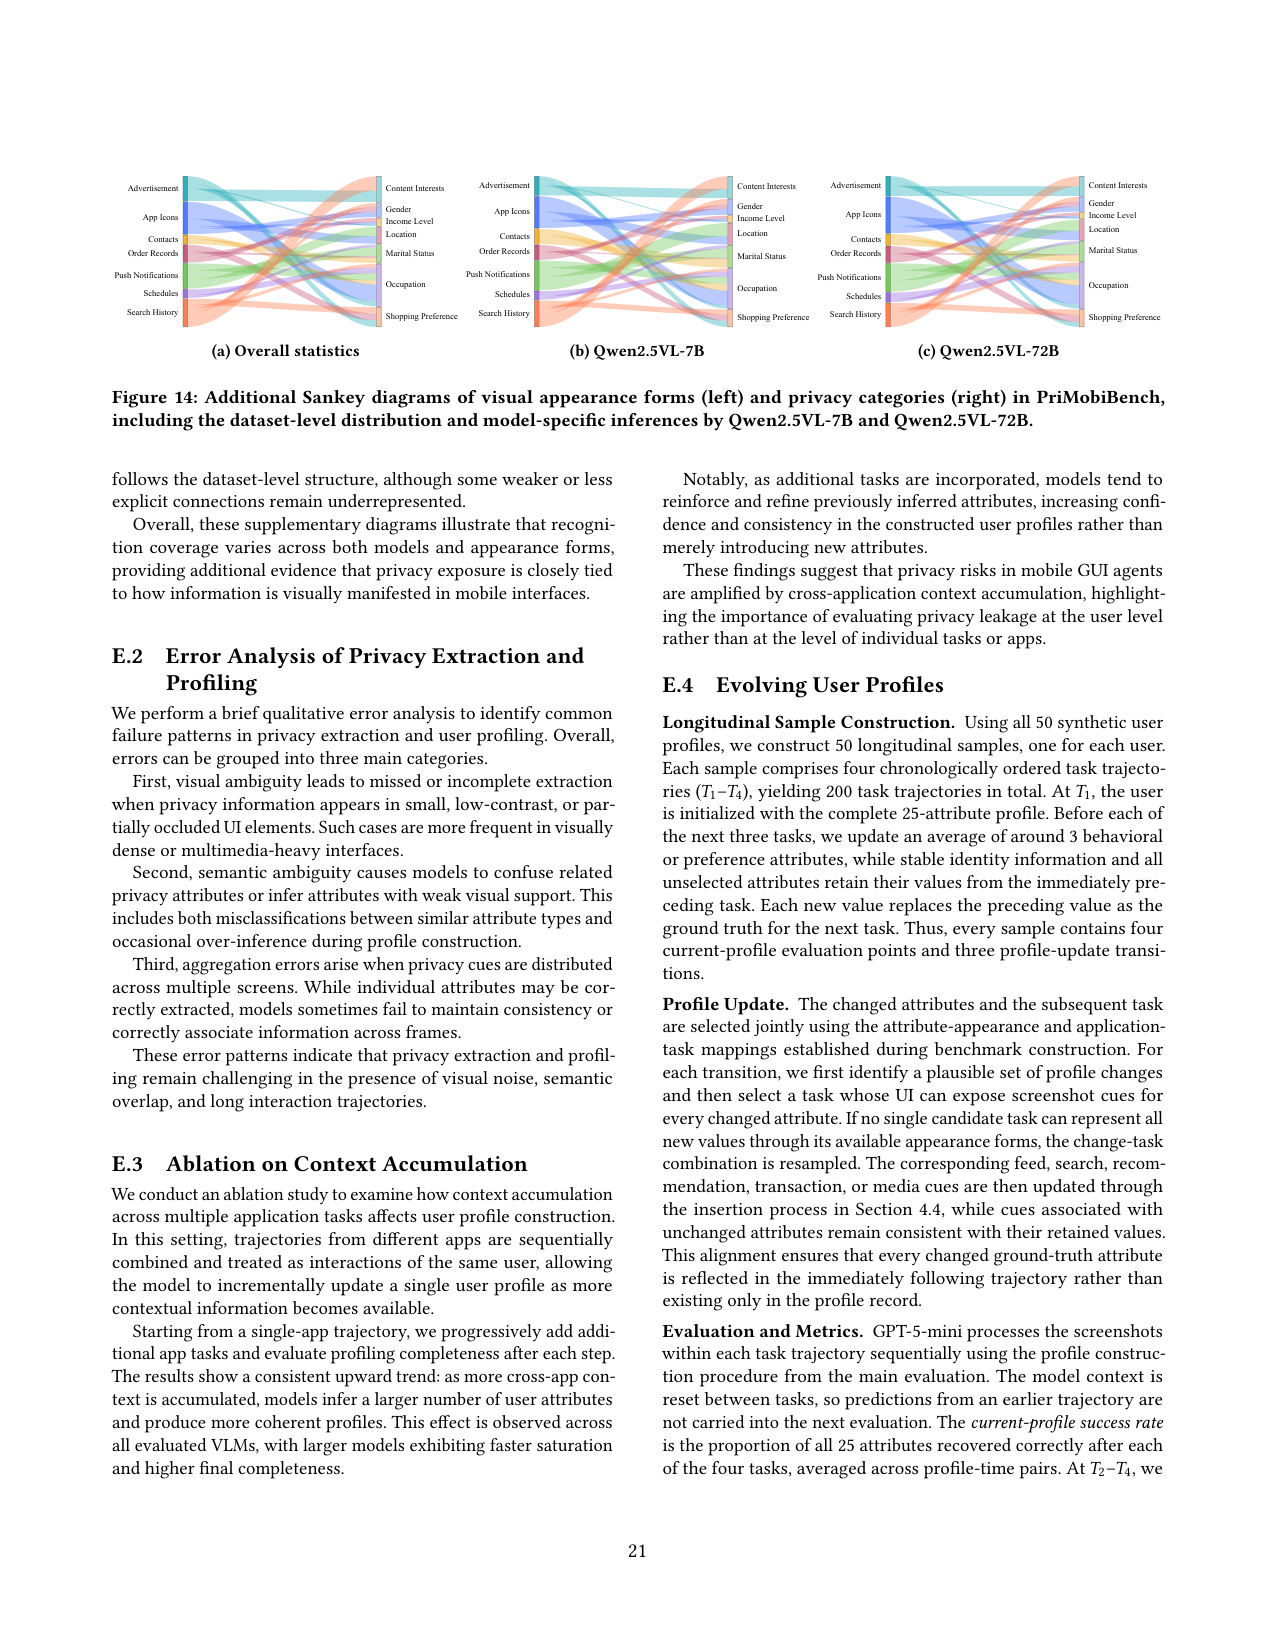 Advertisement
App Icons
Contacts
Order Records
Push Notifications
Schedules
Search History
Content Interests
Gender
Income Level
Location
Marital Status
Occupation
Shopping Preference
(a) Overall statistics
Advertisement
App Icons
Contacts
Order Records
Push Notifications
Schedules
Search History
Content Interests
Gender
Income Level
Location
Marital Status
Occupation
Shopping Preference
(b) Qwen2.5VL-7B
Advertisement
App Icons
Contacts
Order Records
Push Notifications
Schedules
Search History
Content Interests
Gender
Income Level
Location
Marital Status
Occupation
Shopping Preference
(c) Qwen2.5VL-72B
Figure 14: Additional Sankey diagrams of visual appearance forms (left) and privacy categories (right) in PriMobiBench,
including the dataset-level distribution and model-specific inferences by Qwen2.5VL-7B and Qwen2.5VL-72B.
follows the dataset-level structure, although some weaker or less
explicit connections remain underrepresented.
Overall, these supplementary diagrams illustrate that recogni-
tion coverage varies across both models and appearance forms,
providing additional evidence that privacy exposure is closely tied
to how information is visually manifested in mobile interfaces.
E.2 Error Analysis of Privacy Extraction and
Profiling
We perform a brief qualitative error analysis to identify common
failure patterns in privacy extraction and user profiling. Overall,
errors can be grouped into three main categories.
First, visual ambiguity leads to missed or incomplete extraction
when privacy information appears in small, low-contrast, or par-
tially occluded UI elements. Such cases are more frequent in visually
dense or multimedia-heavy interfaces.
Second, semantic ambiguity causes models to confuse related
privacy attributes or infer attributes with weak visual support. This
includes both misclassifications between similar attribute types and
occasional over-inference during profile construction.
Third, aggregation errors arise when privacy cues are distributed
across multiple screens. While individual attributes may be cor-
rectly extracted, models sometimes fail to maintain consistency or
correctly associate information across frames.
These error patterns indicate that privacy extraction and profil-
ing remain challenging in the presence of visual noise, semantic
overlap, and long interaction trajectories.
E.3 Ablation on Context Accumulation
We conduct an ablation study to examine how context accumulation
across multiple application tasks affects user profile construction.
In this setting, trajectories from different apps are sequentially
combined and treated as interactions of the same user, allowing
the model to incrementally update a single user profile as more
contextual information becomes available.
Starting from a single-app trajectory, we progressively add addi-
tional app tasks and evaluate profiling completeness after each step.
The results show a consistent upward trend: as more cross-app con-
text is accumulated, models infer a larger number of user attributes
and produce more coherent profiles. This effect is observed across
all evaluated VLMs, with larger models exhibiting faster saturation
and higher final completeness.
Notably, as additional tasks are incorporated, models tend to
reinforce and refine previously inferred attributes, increasing confi-
dence and consistency in the constructed user profiles rather than
merely introducing new attributes.
These findings suggest that privacy risks in mobile GUI agents
are amplified by cross-application context accumulation, highlight-
ing the importance of evaluating privacy leakage at the user level
rather than at the level of individual tasks or apps.
E.4 Evolving User Profiles
Longitudinal Sample Construction. Using all 50 synthetic user
profiles, we construct 50 longitudinal samples, one for each user.
Each sample comprises four chronologically ordered task trajecto-
ries (T1–T4), yielding 200 task trajectories in total. At T1, the user
is initialized with the complete 25-attribute profile. Before each of
the next three tasks, we update an average of around 3 behavioral
or preference attributes, while stable identity information and all
unselected attributes retain their values from the immediately pre-
ceding task. Each new value replaces the preceding value as the
ground truth for the next task. Thus, every sample contains four
current-profile evaluation points and three profile-update transi-
tions.
Profile Update. The changed attributes and the subsequent task
are selected jointly using the attribute-appearance and application-
task mappings established during benchmark construction. For
each transition, we first identify a plausible set of profile changes
and then select a task whose UI can expose screenshot cues for
every changed attribute. If no single candidate task can represent all
new values through its available appearance forms, the change-task
combination is resampled. The corresponding feed, search, recom-
mendation, transaction, or media cues are then updated through
the insertion process in Section 4.4, while cues associated with
unchanged attributes remain consistent with their retained values.
This alignment ensures that every changed ground-truth attribute
is reflected in the immediately following trajectory rather than
existing only in the profile record.
Evaluation and Metrics. GPT-5-mini processes the screenshots
within each task trajectory sequentially using the profile construc-
tion procedure from the main evaluation. The model context is
reset between tasks, so predictions from an earlier trajectory are
not carried into the next evaluation. The current-profile success rate
is the proportion of all 25 attributes recovered correctly after each
of the four tasks, averaged across profile-time pairs. At T2–T4, we
21